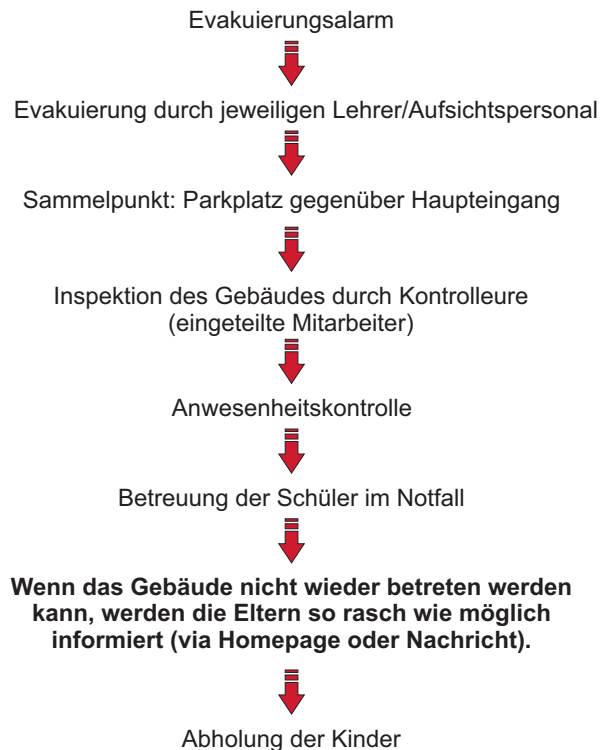 Evakuierungsalarm
Evakuierung durch jeweiligen Lehrer/Aufsichtspersonal
Sammelpunkt: Parkplatz gegenüber Haupteingang
Inspektion des Gebäudes durch Kontrolleure
(eingeteilte Mitarbeiter)
Anwesenheitskontrolle
Betreuung der Schüler im Notfall
Wenn das Gebäude nicht wieder betreten werden
kann, werden die Eltern so rasch wie möglich
informiert (via Homepage oder Nachricht).
Abholung der Kinder